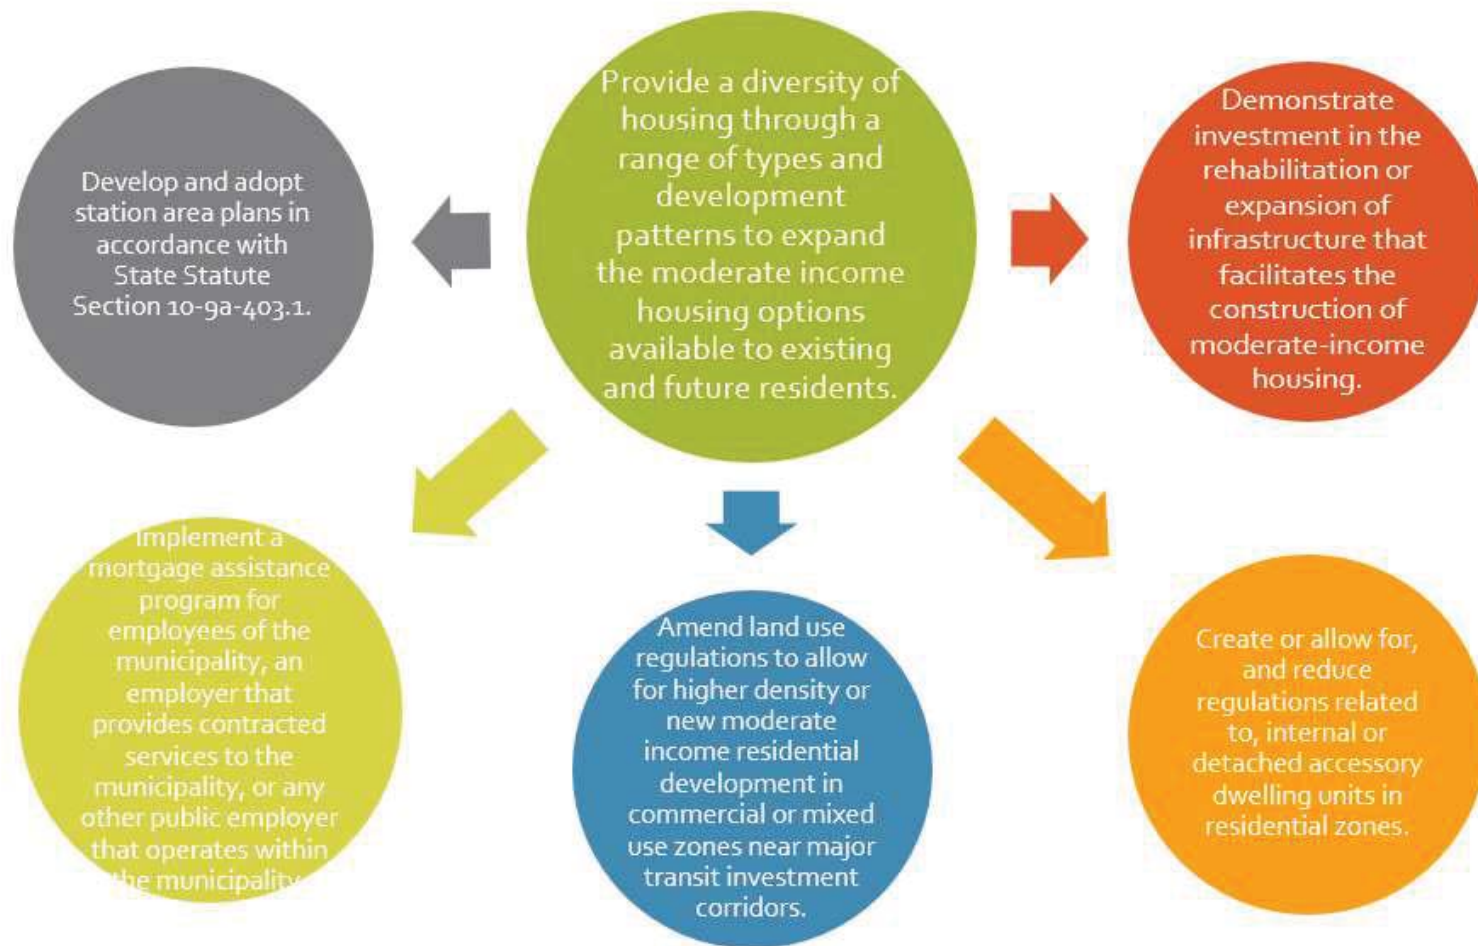 Provide a diversity of
housing through a
range of types and
development
patterns to expand
the moderate income
housing options
available to existing
and future residents.
Develop and adopt
station area plans in
accordance with
State Statute
Section 10-9a-403.1.
Demonstrate
investment in the
rehabilitation or
expansion of
infrastructure that
facilitates the
construction of
moderate-income
housing.
Implement a
mortgage assistance
program for
employees of the
municipality, an
employer that
provides contracted
services to the
municipality, or any
other public employer
that operates within
the municipality
Amend land use
regulations to allow
for higher density or
new moderate
income residential
development in
commercial or mixed
use zones near major
transit investment
corridors.
Create or allow for,
and reduce
regulations related
to, internal or
detached accessory
dwelling units in
residential zones.